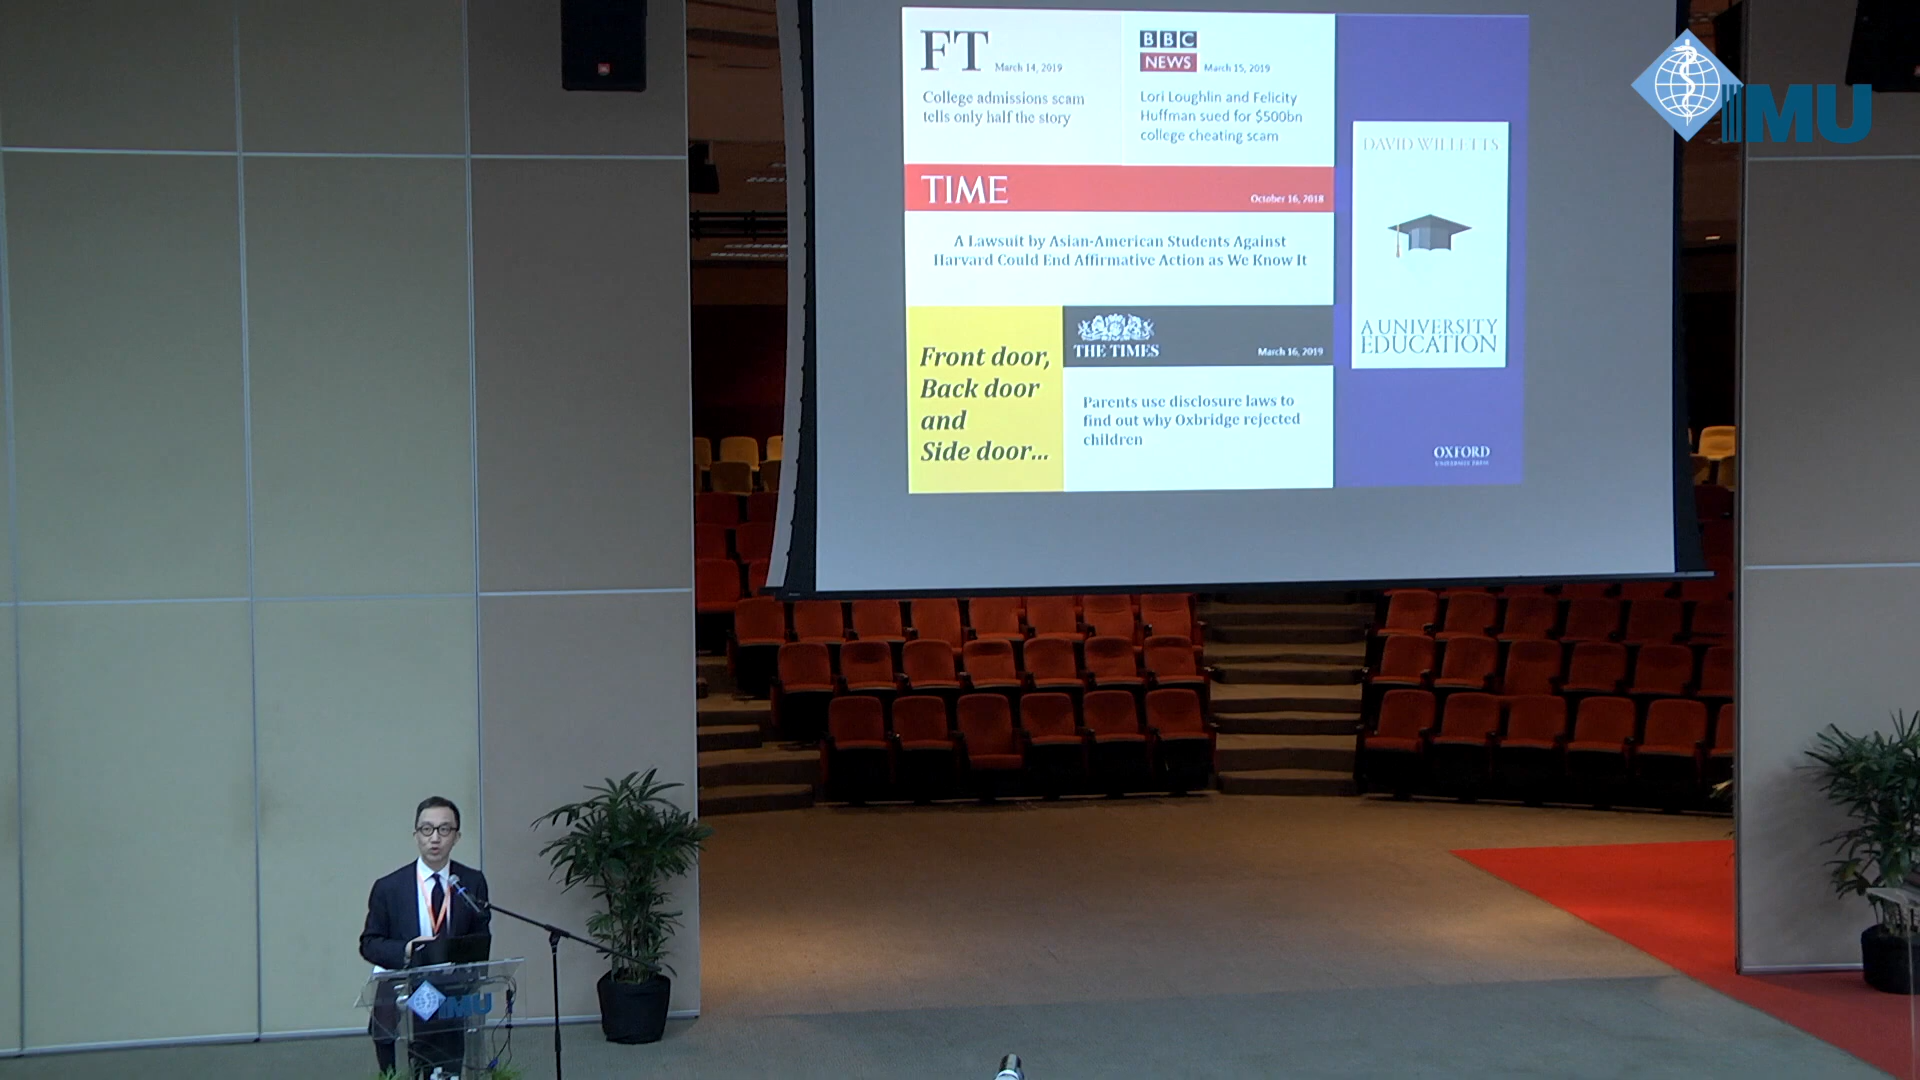 FT March 14, 2019
College admissions scam
tells only half the story
BBC
NEWS March 15, 2019
Lori Loughlin and Felicity
Huffman sued for $500bn
college cheating scam
TIME October 16, 2018
A Lawsuit by Asian-American Students Against
Harvard Could End Affirmative Action as We Know It
Front door,
Back door
and
Side door...
THE TIMES March 16, 2019
Parents use disclosure laws to
find out why Oxbridge rejected
children
DAVID WILLETTS
A UNIVERSITY
EDUCATION
OXFORD
UNIVERSITY PRESS
IMU
IMU